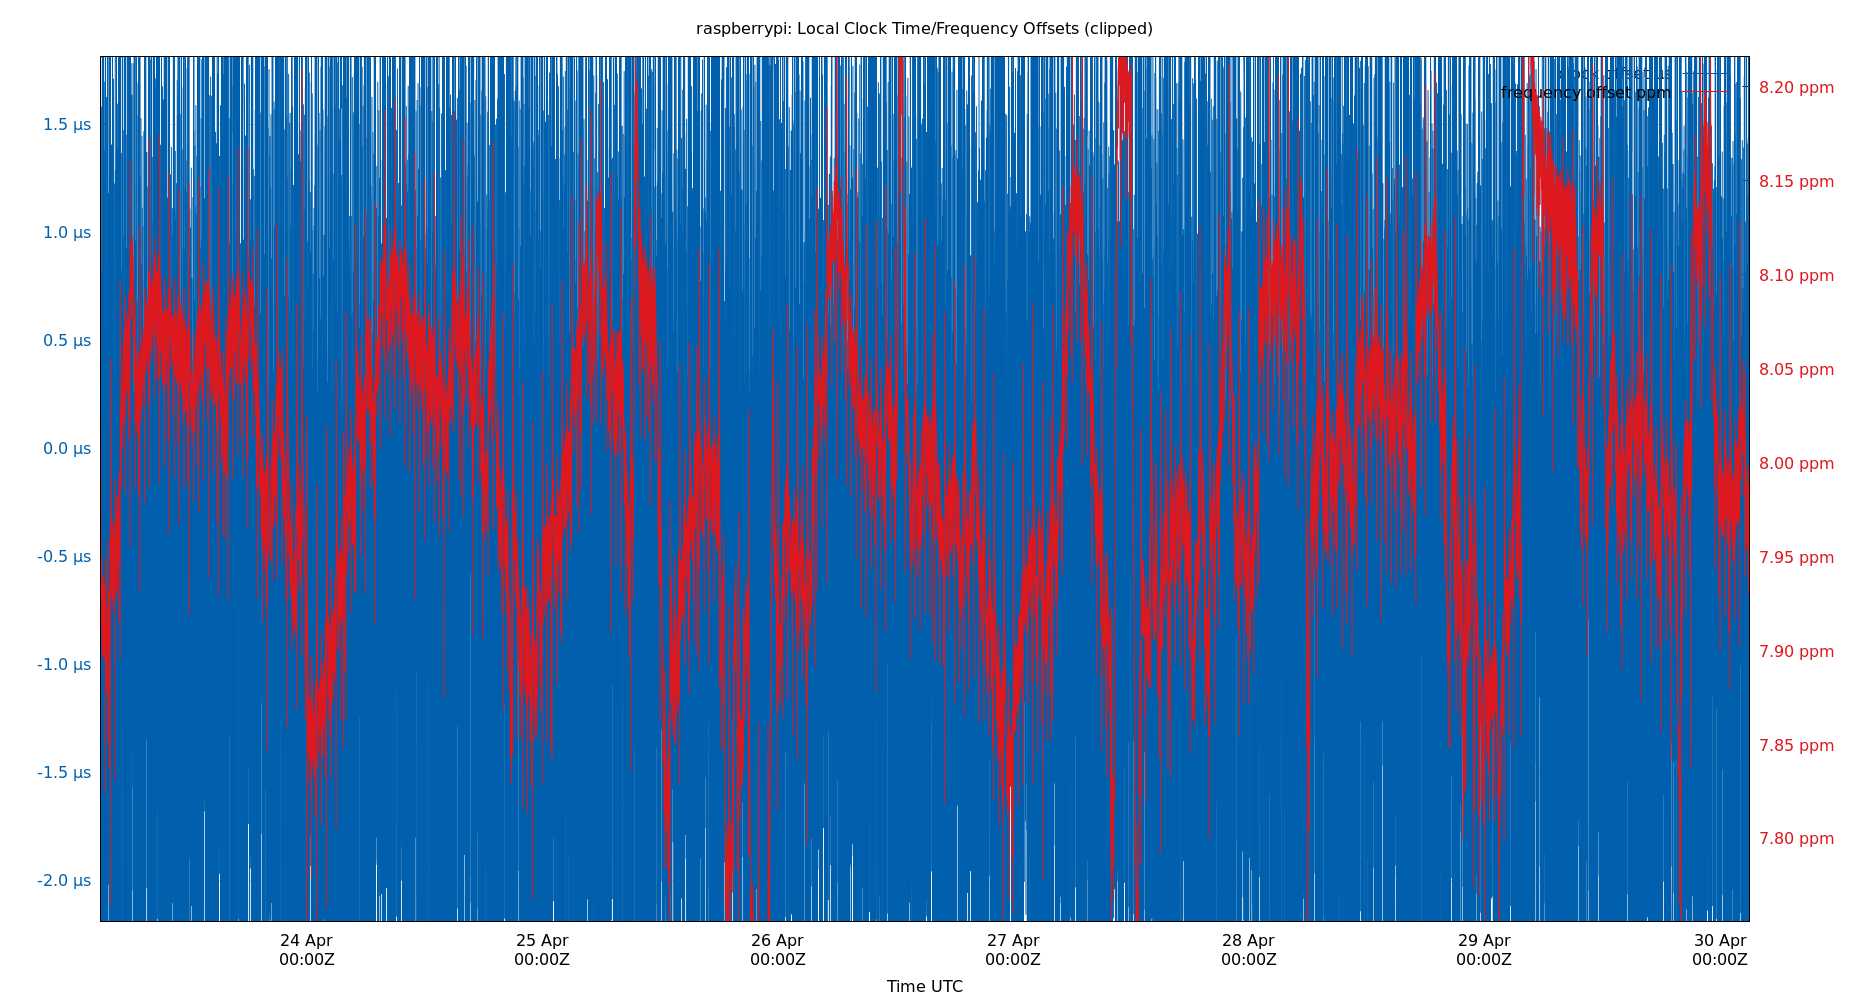 raspberrypi: Local Clock Time/Frequency Offsets (clipped)
clock offset µs
frequency offset ppm
1.5 µs
1.0 µs
0.5 µs
0.0 µs
-0.5 µs
-1.0 µs
-1.5 µs
-2.0 µs
8.20 ppm
8.15 ppm
8.10 ppm
8.05 ppm
8.00 ppm
7.95 ppm
7.90 ppm
7.85 ppm
7.80 ppm
24 Apr
00:00Z
25 Apr
00:00Z
26 Apr
00:00Z
27 Apr
00:00Z
28 Apr
00:00Z
29 Apr
00:00Z
30 Apr
00:00Z
Time UTC